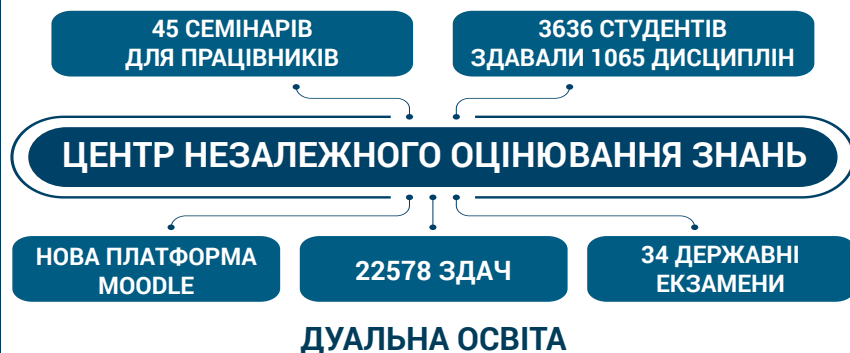 45 СЕМІНАРІВ
ДЛЯ ПРАЦІВНИКІВ
3636 СТУДЕНТІВ
ЗДАВАЛИ 1065 ДИСЦИПЛІН
ЦЕНТР НЕЗАЛЕЖНОГО ОЦІНЮВАННЯ ЗНАНЬ
НОВА ПЛАТФОРМА
MOODLE
22578 ЗДАЧ
34 ДЕРЖАВНІ
ЕКЗАМЕНИ
ДУАЛЬНА ОСВІТА